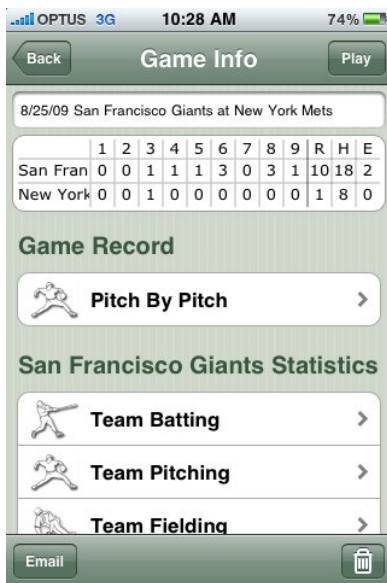 OPTUS 3G 10:28 AM 74%
Back Game Info Play
8/25/09 San Francisco Giants at New York Mets
1 2 3 4 5 6 7 8 9 R H E
San Fran 0 0 1 1 1 3 0 3 1 10 18 2
New York 0 0 1 0 0 0 0 0 0 1 8 0
Game Record
Pitch By Pitch
San Francisco Giants Statistics
Team Batting
Team Pitching
Team Fielding
Email